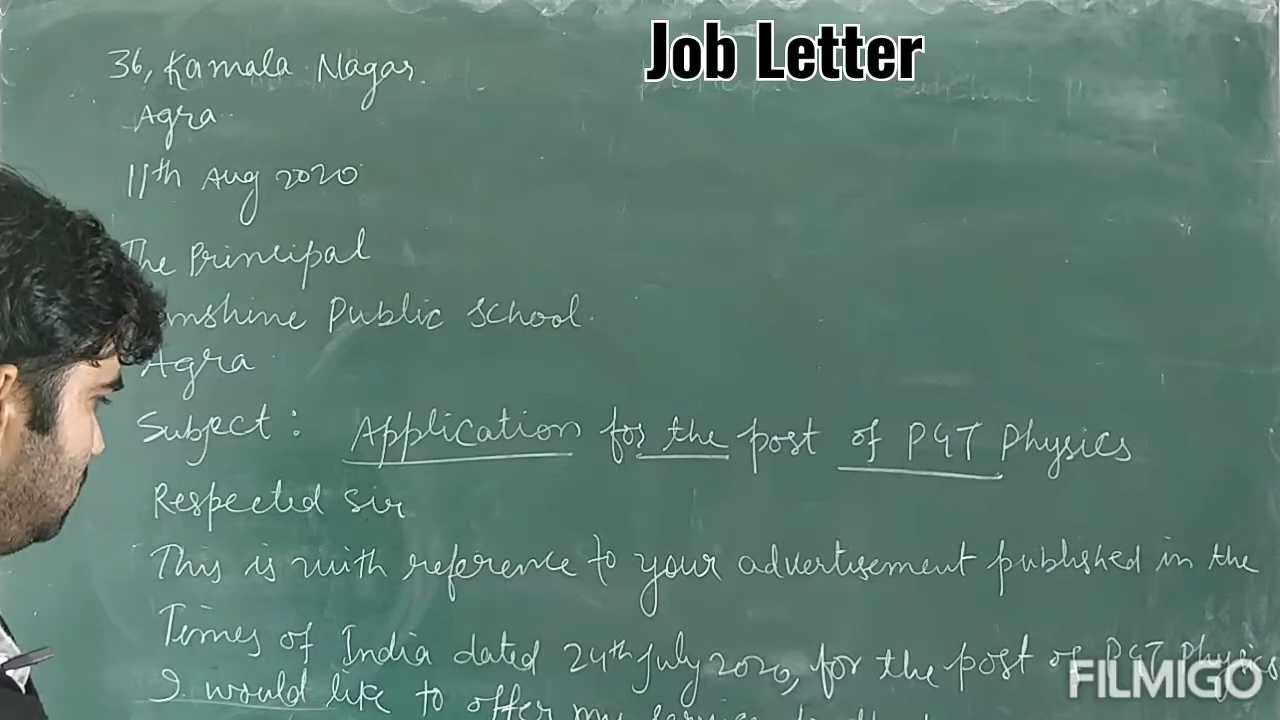 Job Letter
36, Kamala Nagar.
Agra
11th Aug 2020
The Principal
Sunshine Public School.
Agra
Subject: Application for the post of PGT Physics
Respected Sir
This is with reference to your advertisement published in the
Times of India dated 24th July 2020, for the post of PGT Physics
I would like to offer my
FILMIGO